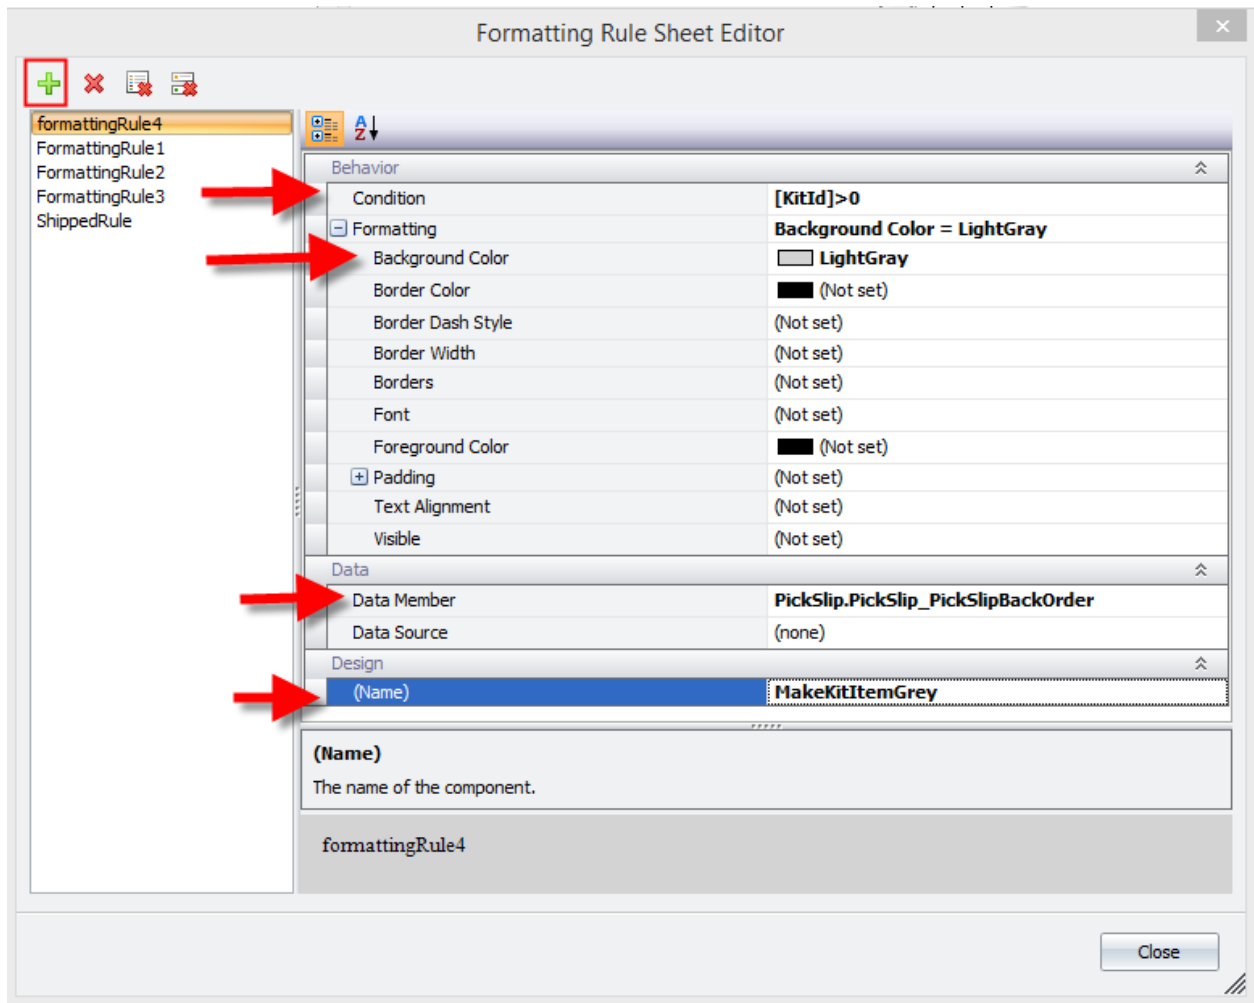 Formatting Rule Sheet Editor
formattingRule4
FormattingRule1
FormattingRule2
FormattingRule3
ShippedRule
Behavior
Condition [KitId]>0
Formatting Background Color = LightGray
Background Color LightGray
Border Color (Not set)
Border Dash Style (Not set)
Border Width (Not set)
Borders (Not set)
Font (Not set)
Foreground Color (Not set)
Padding (Not set)
Text Alignment (Not set)
Visible (Not set)
Data
Data Member PickSlip.PickSlip_PickSlipBackOrder
Data Source (none)
Design
(Name) MakeKitItemGrey
(Name)
The name of the component.
formattingRule4
Close